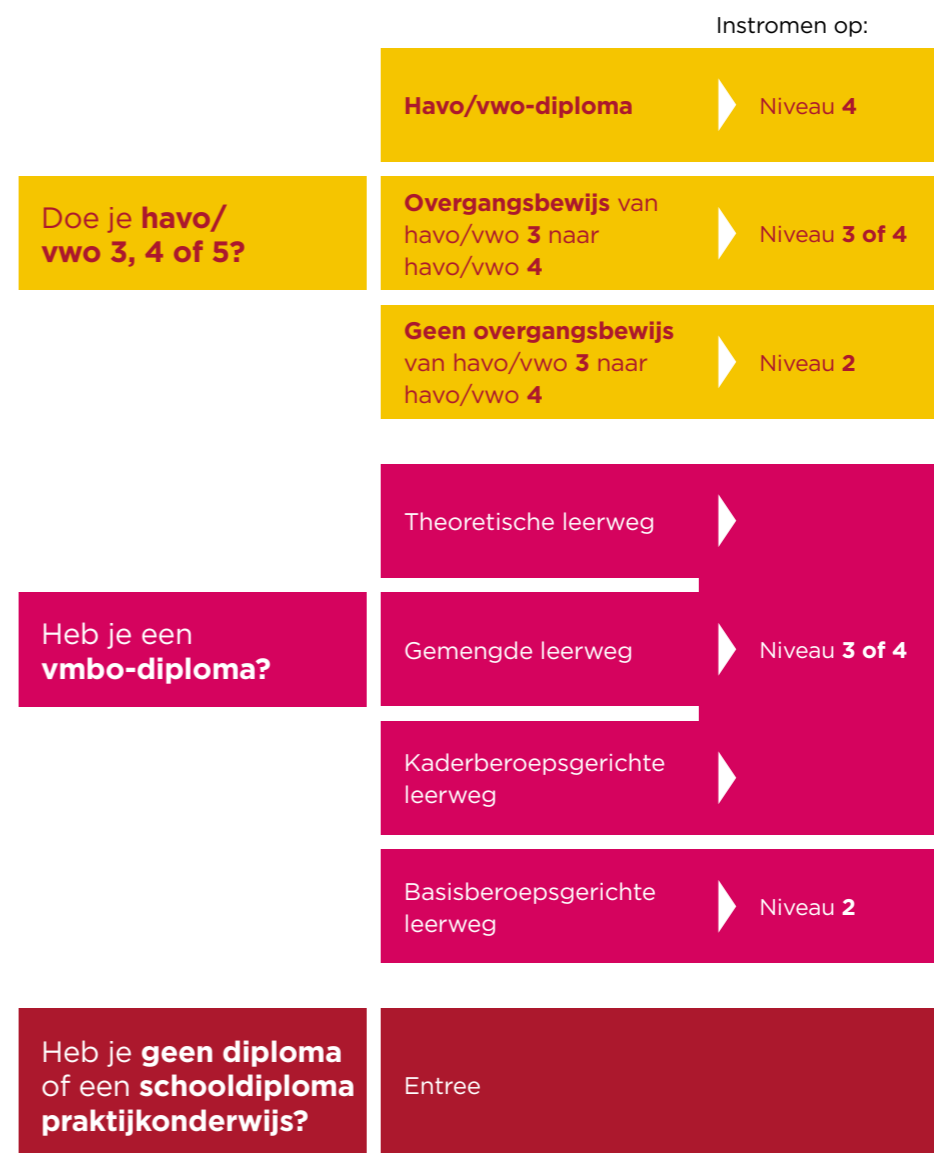 Instromen op:
Havo/vwo-diploma
Niveau 4
Doe je havo/
vwo 3, 4 of 5?
Overgangsbewijs van
havo/vwo 3 naar
havo/vwo 4
Niveau 3 of 4
Geen overgangsbewijs
van havo/vwo 3 naar
havo/vwo 4
Niveau 2
Theoretische leerweg
Heb je een
vmbo-diploma?
Gemengde leerweg
Niveau 3 of 4
Kaderberoepsgerichte
leerweg
Basisberoepsgerichte
leerweg
Niveau 2
Heb je geen diploma
of een schooldiploma
praktijkonderwijs?
Entree